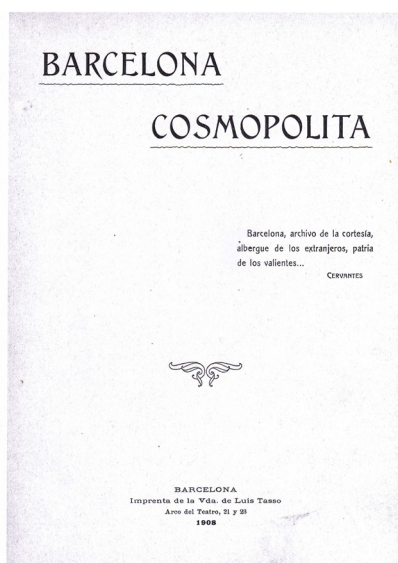 BARCELONA
COSMOPOLITA
Barcelona, archivo de la cortesía,
albergue de los extranjeros, patria
de los valientes...
CERVANTES
BARCELONA
Imprenta de la Vda. de Luis Tasso
Arco del Teatro, 21 y 23
1908